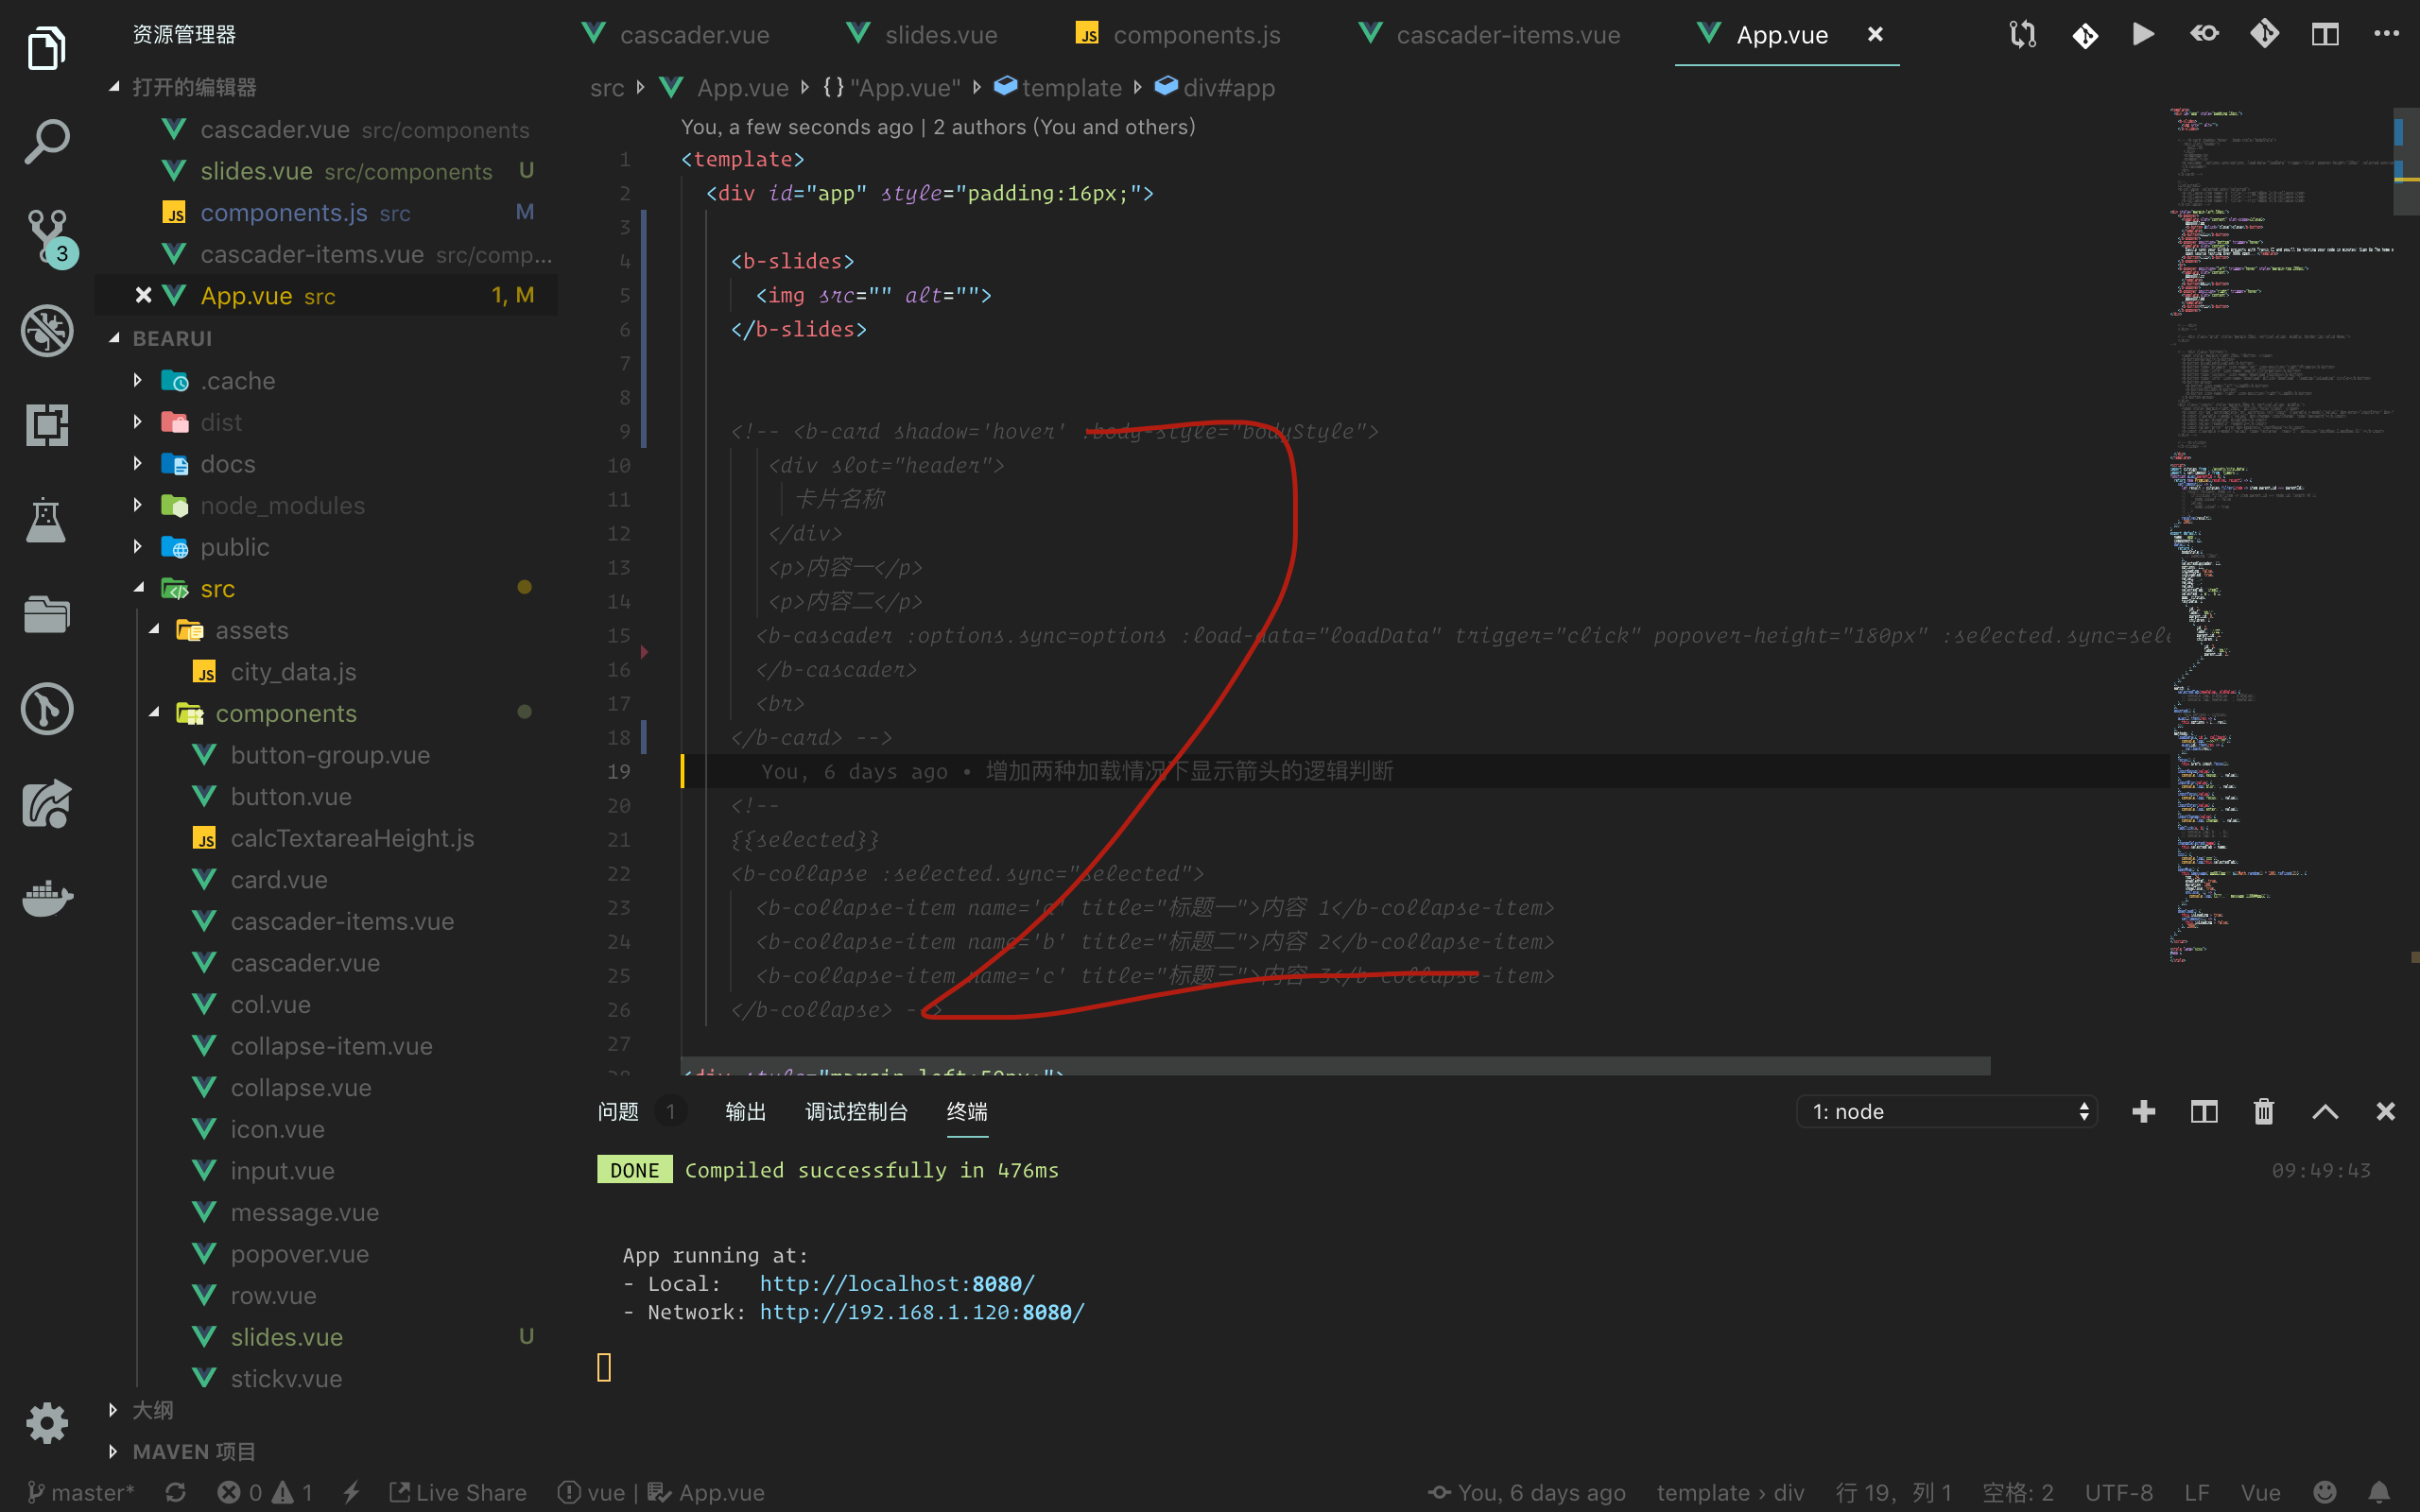 资源管理器
打开的编辑器
cascader.vue src/components
slides.vue src/components U
JS components.js src M
cascader-items.vue src/comp...
App.vue src 1, M
BEARUI
.cache
dist
docs
node_modules
public
src
assets
JS city_data.js
components
button-group.vue
button.vue
JS calcTextareaHeight.js
card.vue
cascader-items.vue
cascader.vue
col.vue
collapse-item.vue
collapse.vue
icon.vue
input.vue
message.vue
popover.vue
row.vue
slides.vue U
大纲
MAVEN 项目
3
cascader.vue slides.vue JS components.js cascader-items.vue App.vue
src App.vue {} "App.vue" template div#app
You, a few seconds ago | 2 authors (You and others)
1 <template>
2 <div id="app" style="padding:16px;">
3
4 <b-slides>
5 <img src="" alt="">
6 </b-slides>
7
8
9 <!-- <b-card shadow='hover' :body-style="bodyStyle">
10 <div slot="header">
11 卡片名称
12 </div>
13 <p>内容一</p>
14 <p>内容二</p>
15 <b-cascader :options.sync=options :load-data="loadData" trigger="click" popover-height="180px" :selected.sync=sele
16 </b-cascader>
17 <br>
18 </b-card> -->
19 You, 6 days ago • 增加两种加载情况下显示箭头的逻辑判断
20 <!--
21 {{selected}}
22 <b-collapse :selected.sync="selected">
23 <b-collapse-item name='a' title="标题一">内容 1</b-collapse-item>
24 <b-collapse-item name='b' title="标题二">内容 2</b-collapse-item>
25 <b-collapse-item name='c' title="标题三">内容 3</b-collapse-item>
26 </b-collapse> -->
27
28 <div style="margin-left:50px;">
问题 1 输出 调试控制台 终端 1: node
DONE Compiled successfully in 476ms 09:49:43
App running at:
- Local: http://localhost:8080/
- Network: http://192.168.1.120:8080/
master* 0 1 Live Share vue | App.vue You, 6 days ago template › div 行 19，列 1 空格: 2 UTF-8 LF Vue